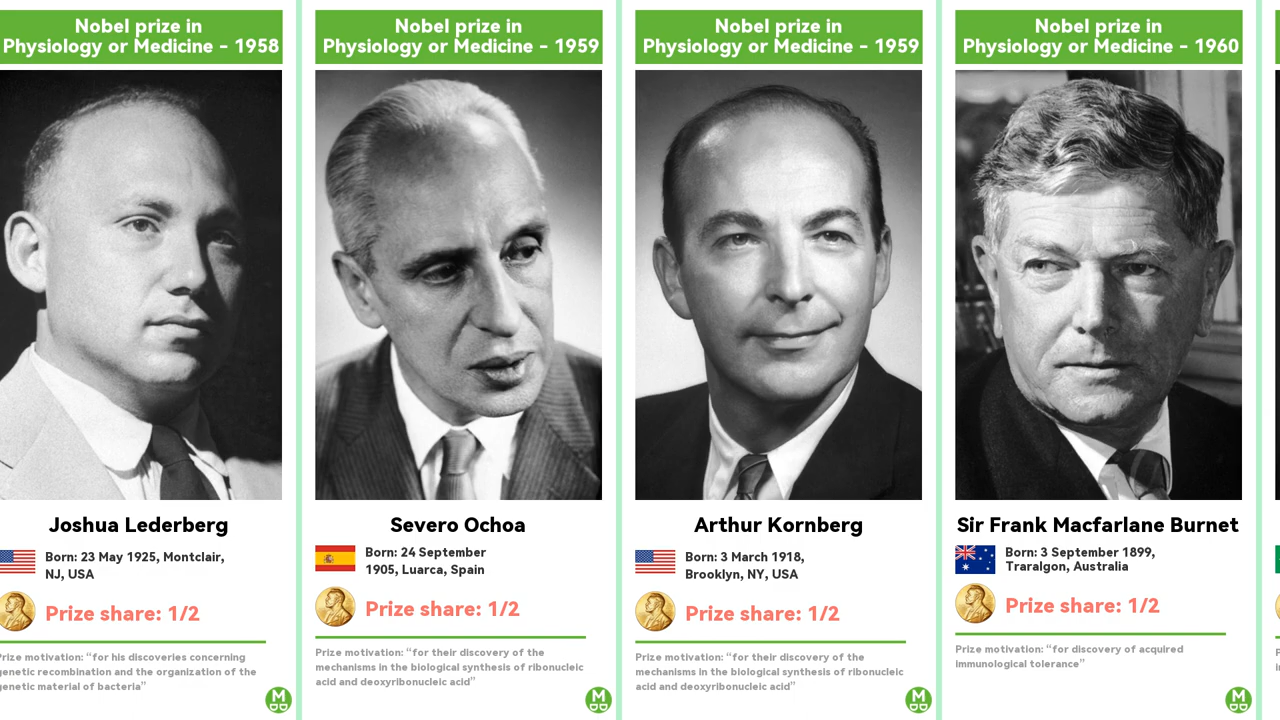 Nobel prize in
Physiology or Medicine - 1958
Joshua Lederberg
Born: 23 May 1925, Montclair,
NJ, USA
Prize share: 1/2
Prize motivation: “for his discoveries concerning
genetic recombination and the organization of the
genetic material of bacteria”
M
Nobel prize in
Physiology or Medicine - 1959
Severo Ochoa
Born: 24 September
1905, Luarca, Spain
Prize share: 1/2
Prize motivation: “for their discovery of the
mechanisms in the biological synthesis of ribonucleic
acid and deoxyribonucleic acid”
M
Nobel prize in
Physiology or Medicine - 1959
Arthur Kornberg
Born: 3 March 1918,
Brooklyn, NY, USA
Prize share: 1/2
Prize motivation: “for their discovery of the
mechanisms in the biological synthesis of ribonucleic
acid and deoxyribonucleic acid”
M
Nobel prize in
Physiology or Medicine - 1960
Sir Frank Macfarlane Burnet
Born: 3 September 1899,
Traralgon, Australia
Prize share: 1/2
Prize motivation: “for discovery of acquired
immunological tolerance”
M